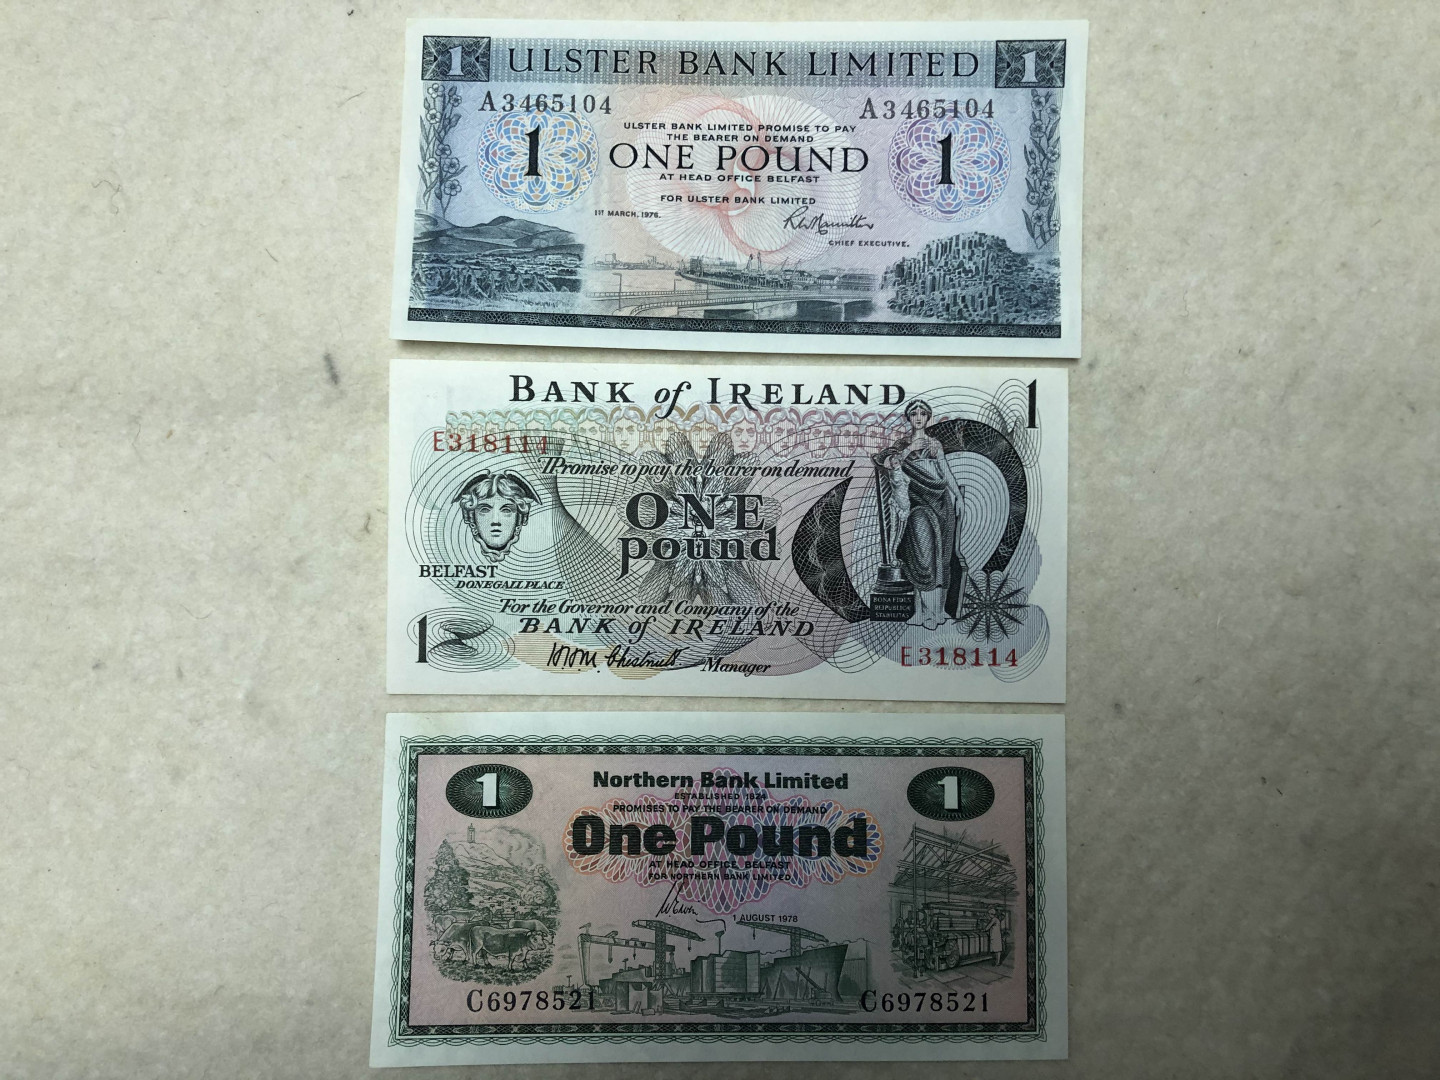 1 ULSTER BANK LIMITED 1
A3465104 A3465104
ULSTER BANK LIMITED PROMISE TO PAY
THE BEARER ON DEMAND
1 ONE POUND 1
AT HEAD OFFICE BELFAST
FOR ULSTER BANK LIMITED
1ST MARCH, 1976.
CHIEF EXECUTIVE.
BANK of IRELAND 1
E318114
I Promise to pay the bearer on demand
ONE
pound
BELFAST
DONEGALL PLACE
BONA FIDES
REIPUBLICÆ
STABILITAS
For the Governor and Company of the
1 BANK of IRELAND
Manager E318114
1 Northern Bank Limited 1
ESTABLISHED 1824
PROMISES TO PAY THE BEARER ON DEMAND
One Pound
AT HEAD OFFICE BELFAST
FOR NORTHERN BANK LIMITED
1 AUGUST 1978
C6978521 C6978521